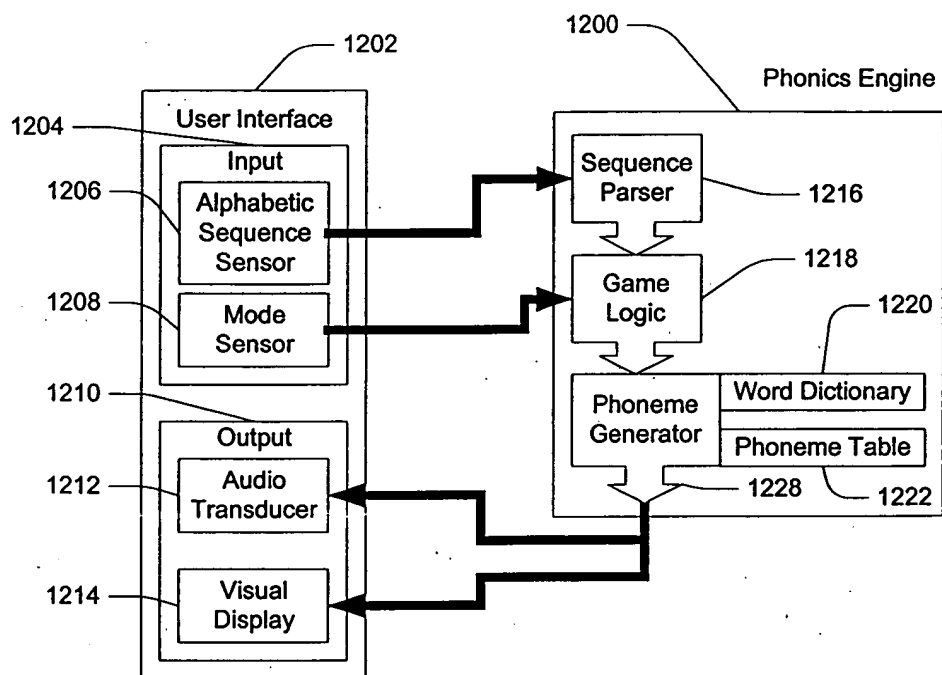 1200
1202
Phonics Engine
User Interface
1204
Input
1206
Alphabetic
Sequence
Sensor
Sequence
Parser
1216
1208
Mode
Sensor
Game
Logic
1218
1220
1210
Word Dictionary
Phoneme
Generator
Output
Phoneme Table
1212
Audio
Transducer
1228
1222
1214
Visual
Display